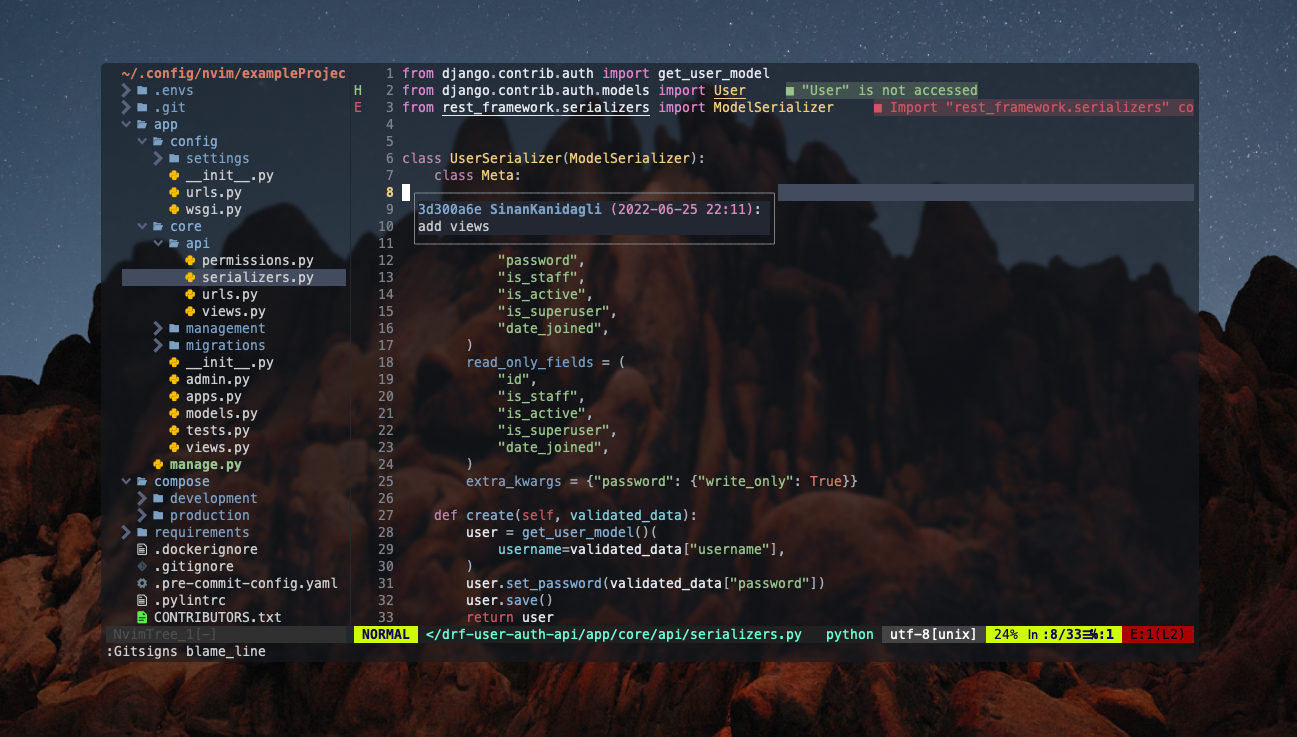 ~/.config/nvim/exampleProjec
.envs
.git
app
config
settings
__init__.py
urls.py
wsgi.py
core
api
permissions.py
serializers.py
urls.py
views.py
management
migrations
__init__.py
admin.py
apps.py
models.py
tests.py
views.py
manage.py
compose
development
production
requirements
.dockerignore
.gitignore
.pre-commit-config.yaml
.pylintrc
CONTRIBUTORS.txt
NvimTree_1[-]
1 from django.contrib.auth import get_user_model
H 2 from django.contrib.auth.models import User ■ "User" is not accessed
E 3 from rest_framework.serializers import ModelSerializer ■ Import "rest_framework.serializers" co
4
5
6 class UserSerializer(ModelSerializer):
7 class Meta:
8
9 3d300a6e SinanKanidagli (2022-06-25 22:11):
10 add views
11
12 "password",
13 "is_staff",
14 "is_active",
15 "is_superuser",
16 "date_joined",
17 )
18 read_only_fields = (
19 "id",
20 "is_staff",
21 "is_active",
22 "is_superuser",
23 "date_joined",
24 )
25 extra_kwargs = {"password": {"write_only": True}}
26
27 def create(self, validated_data):
28 user = get_user_model()(
29 username=validated_data["username"],
30 )
31 user.set_password(validated_data["password"])
32 user.save()
33 return user
NORMAL </drf-user-auth-api/app/core/api/serializers.py python utf-8[unix] 24% ln :8/33≡%:1 E:1(L2)
:Gitsigns blame_line